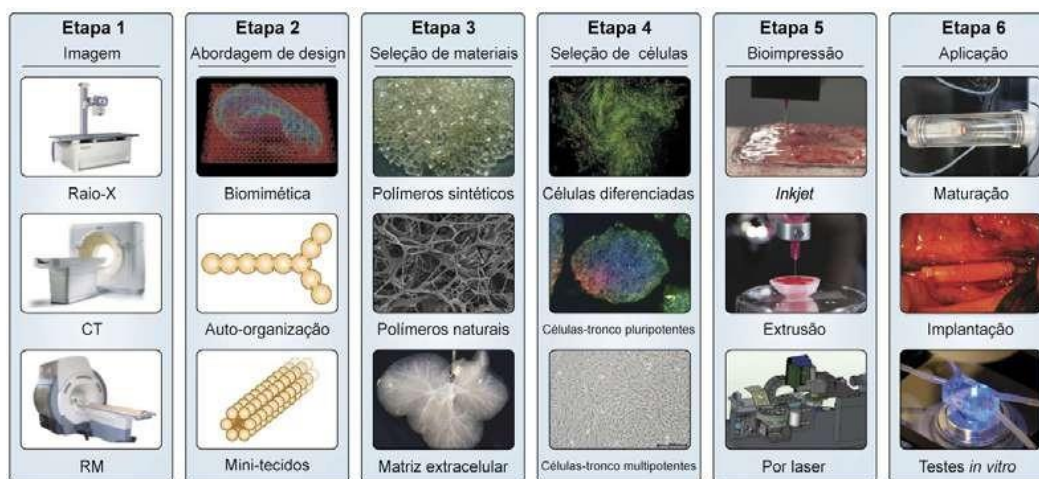 Etapa 1
Imagem
Raio-X
CT
RM
Etapa 2
Abordagem de design
Biomimética
Auto-organização
Mini-tecidos
Etapa 3
Seleção de materiais
Polímeros sintéticos
Polímeros naturais
Matriz extracelular
Etapa 4
Seleção de células
Células diferenciadas
Células-tronco pluripotentes
Células-tronco multipotentes
Etapa 5
Bioimpressão
Inkjet
Extrusão
Por laser
Etapa 6
Aplicação
Maturação
Implantação
Testes in vitro